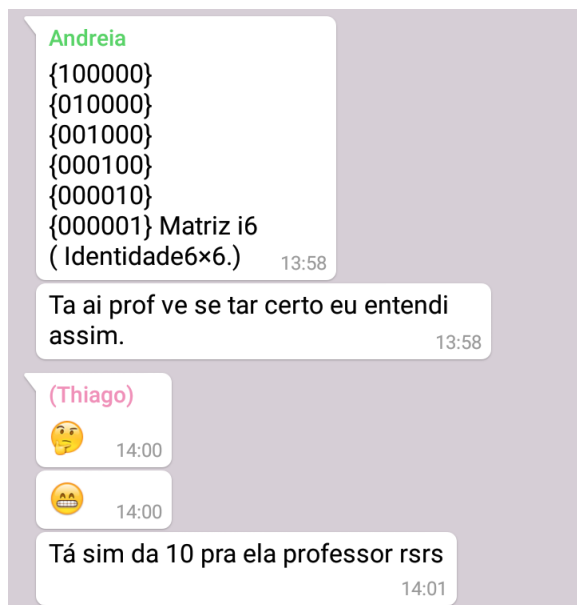 Andreia
{100000}
{010000}
{001000}
{000100}
{000010}
{000001} Matriz i6
( Identidade6×6.) 13:58
Ta ai prof ve se tar certo eu entendi
assim. 13:58
(Thiago)
🤔 14:00
😁 14:00
Tá sim da 10 pra ela professor rsrs
14:01